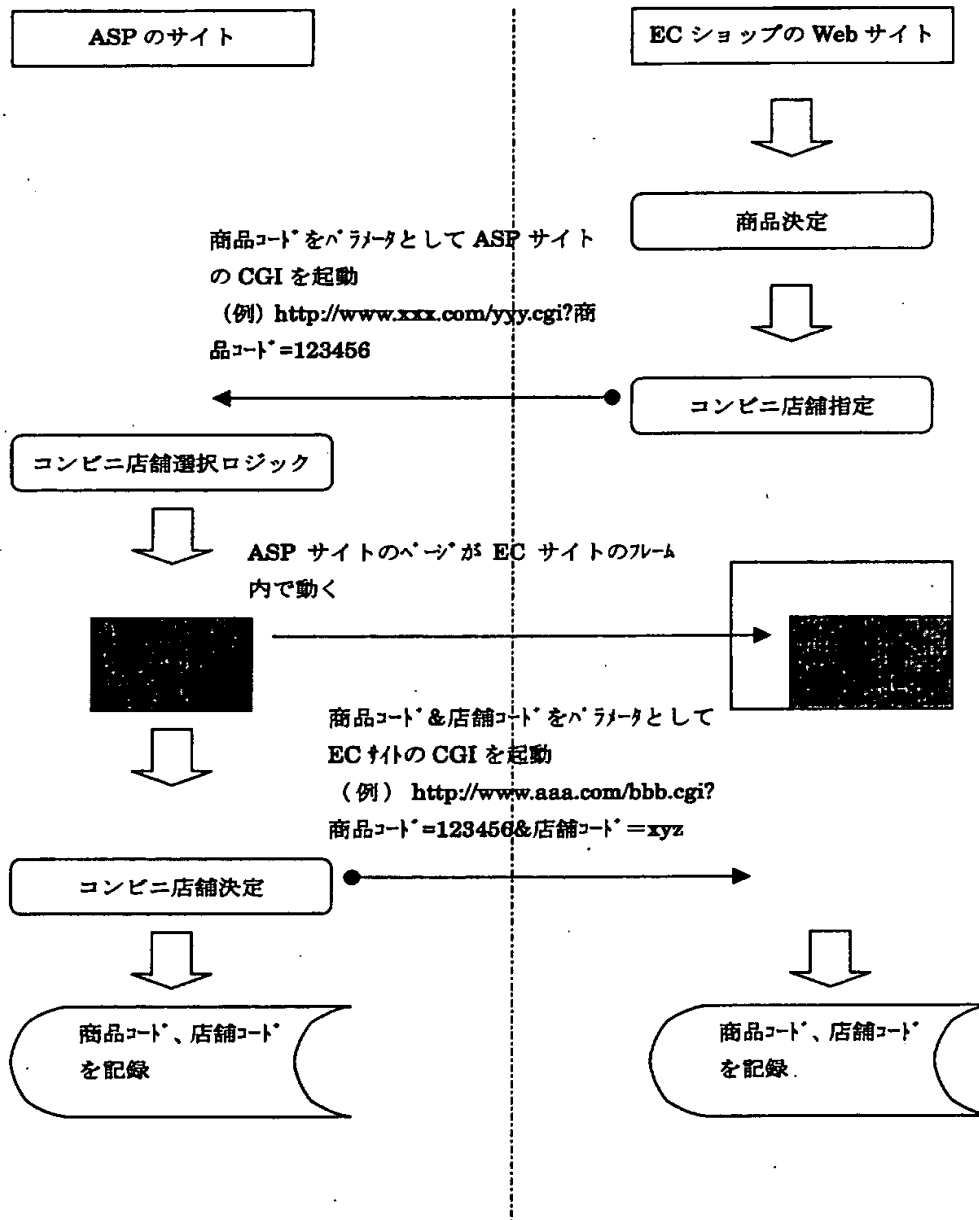 ASP のサイト
EC ショップの Web サイト
商品決定
商品ｺｰﾄﾞをﾊﾟﾗﾒｰﾀとして ASP サイト
の CGI を起動
（例）http://www.xxx.com/yyy.cgi?商
品ｺｰﾄﾞ=123456
コンビニ店舗指定
コンビニ店舗選択ロジック
ASP サイトのﾍﾟｰｼﾞが EC サイトのﾌﾚｰﾑ
内で動く
商品ｺｰﾄﾞ&店舗ｺｰﾄﾞをﾊﾟﾗﾒｰﾀとして
EC ｻｲﾄの CGI を起動
（例） http://www.aaa.com/bbb.cgi?
商品ｺｰﾄﾞ=123456&店舗ｺｰﾄﾞ＝xyz
コンビニ店舗決定
商品ｺｰﾄﾞ、店舗ｺｰﾄﾞ
を記録
商品ｺｰﾄﾞ、店舗ｺｰﾄﾞ
を記録